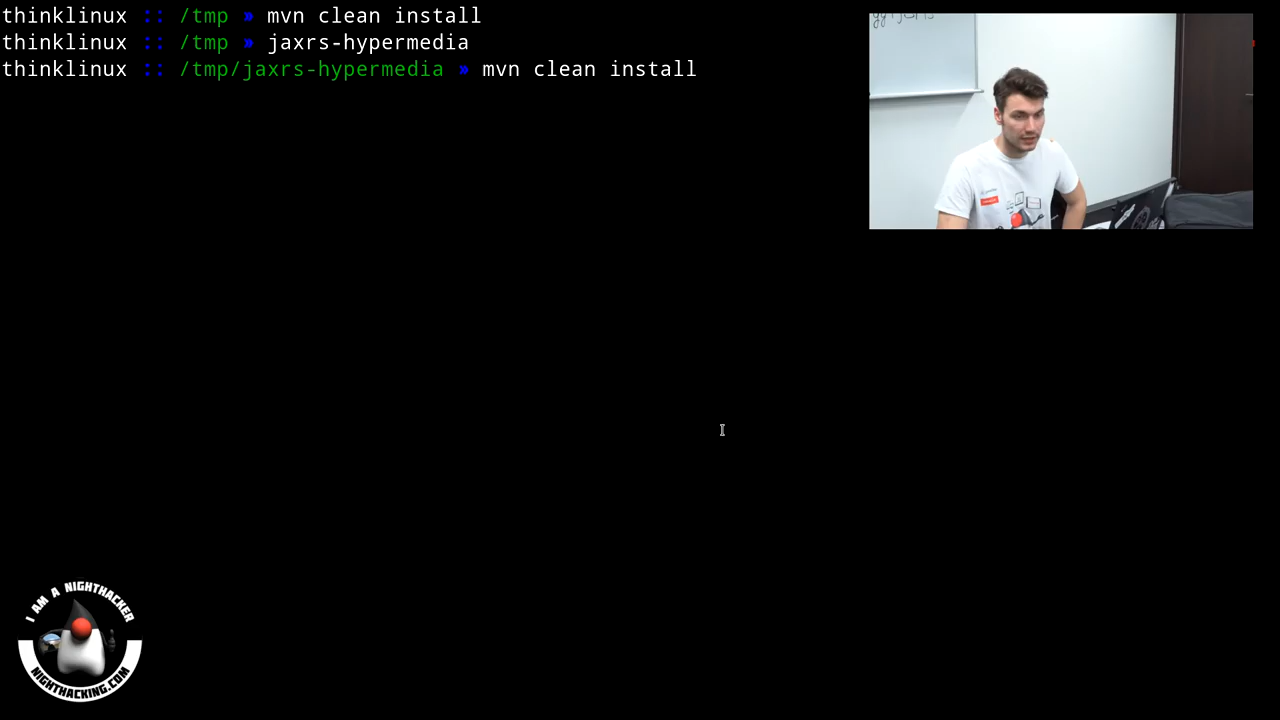 thinklinux :: /tmp » mvn clean install
thinklinux :: /tmp » jaxrs-hypermedia
thinklinux :: /tmp/jaxrs-hypermedia » mvn clean install
I AM A NIGHTHACKER
NIGHTHACKING.COM